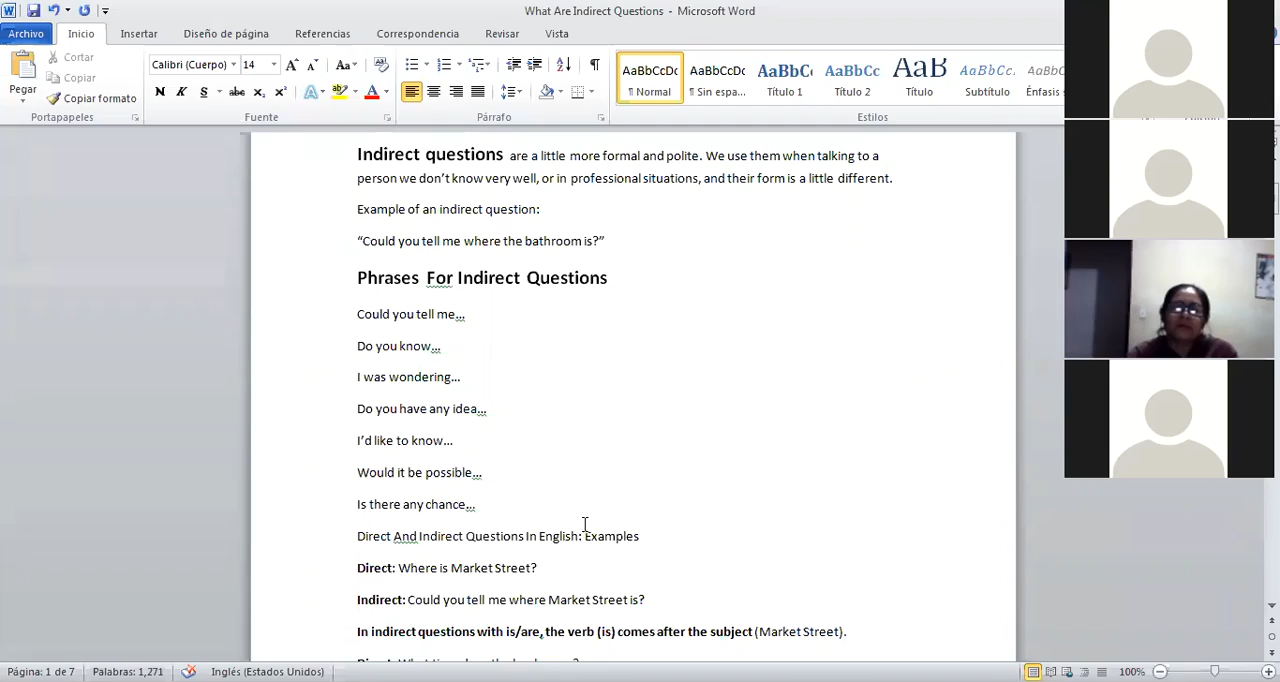 What Are Indirect Questions - Microsoft Word
Archivo Inicio Insertar Diseño de página Referencias Correspondencia Revisar Vista
Cortar
Copiar
Copiar formato
Pegar
Portapapeles
Calibri (Cuerpo) 14
Fuente
Párrafo
AaBbCcDc AaBbCcDc AaBbC AaBbCc AaB AaBbCc. AaBbC
¶ Normal ¶ Sin espa... Título 1 Título 2 Título Subtítulo Énfasis
Estilos
Indirect questions are a little more formal and polite. We use them when talking to a
person we don’t know very well, or in professional situations, and their form is a little different.
Example of an indirect question:
“Could you tell me where the bathroom is?”
Phrases For Indirect Questions
Could you tell me…
Do you know…
I was wondering…
Do you have any idea…
I’d like to know…
Would it be possible…
Is there any chance…
Direct And Indirect Questions In English: Examples
Direct: Where is Market Street?
Indirect: Could you tell me where Market Street is?
In indirect questions with is/are, the verb (is) comes after the subject (Market Street).
Página: 1 de 7 Palabras: 1,271 Inglés (Estados Unidos) 100%